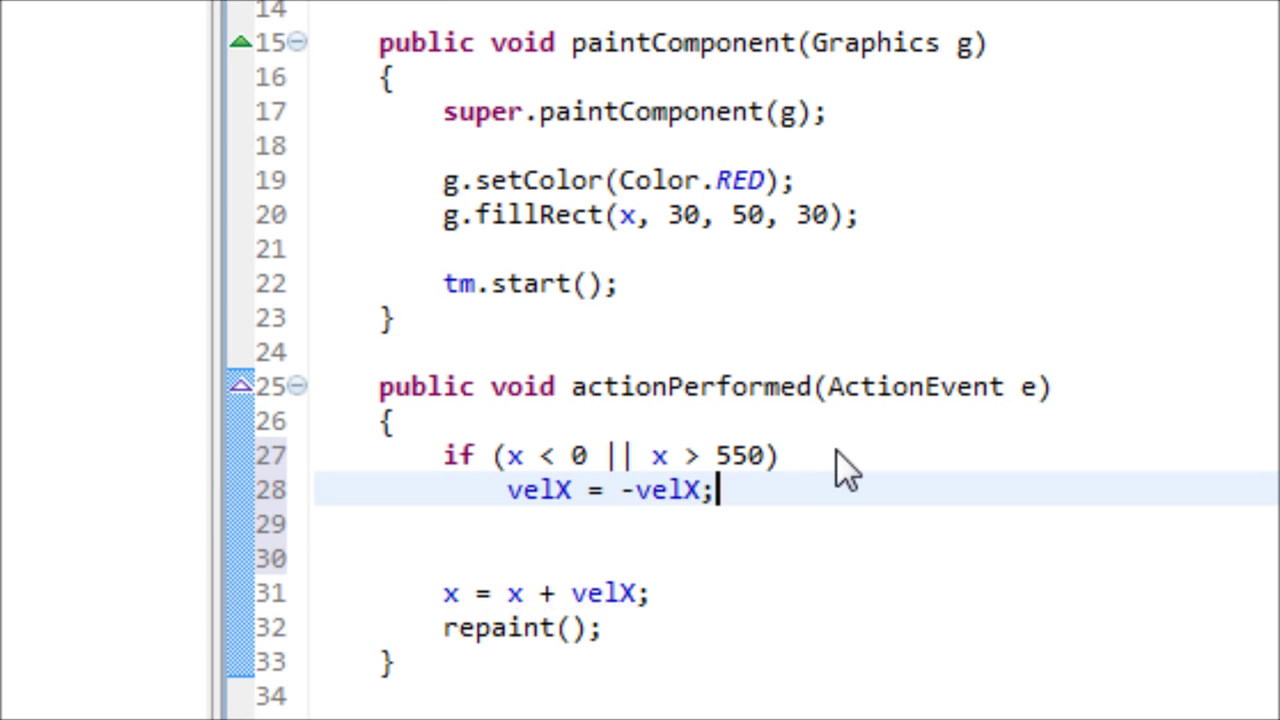 14
15 public void paintComponent(Graphics g)
16 {
17 super.paintComponent(g);
18
19 g.setColor(Color.RED);
20 g.fillRect(x, 30, 50, 30);
21
22 tm.start();
23 }
24
25 public void actionPerformed(ActionEvent e)
26 {
27 if (x < 0 || x > 550)
28 velX = -velX;
29
30
31 x = x + velX;
32 repaint();
33 }
34